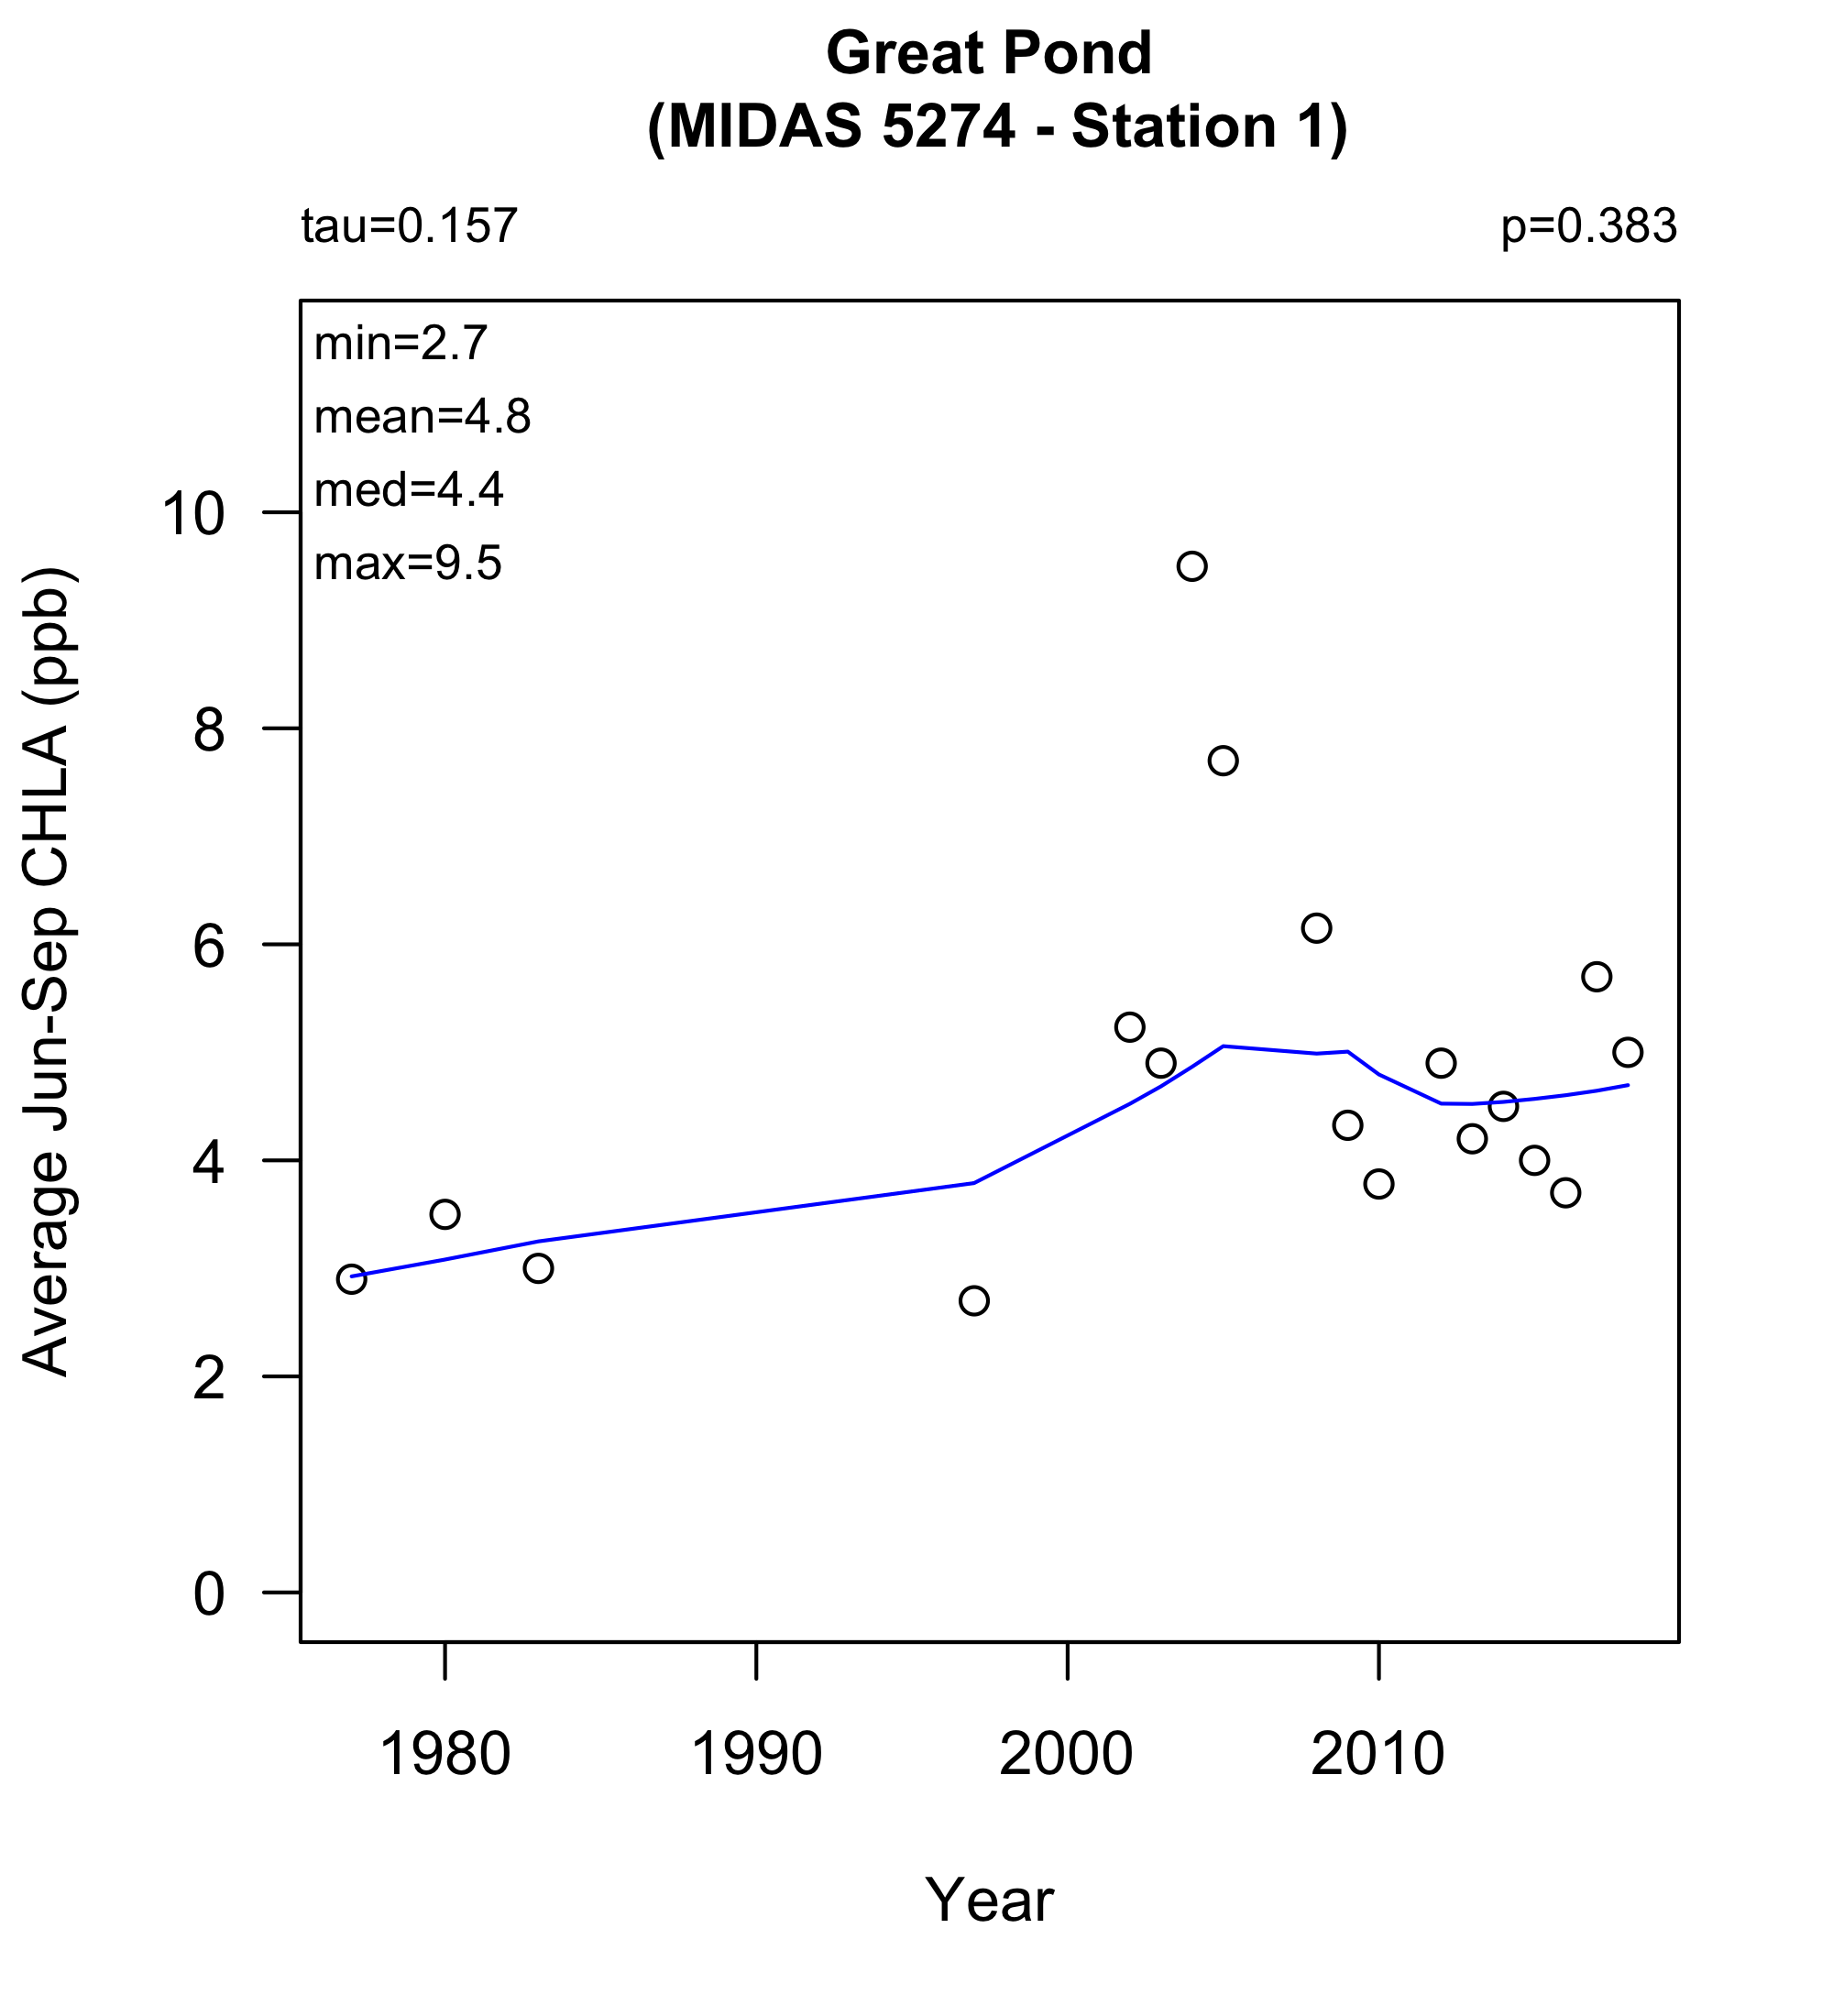 Great Pond
(MIDAS 5274 - Station 1)
tau=0.157
p=0.383
min=2.7
mean=4.8
med=4.4
max=9.5
Average Jun-Sep CHLA (ppb)
10
8
6
4
2
0
1980
1990
2000
2010
Year